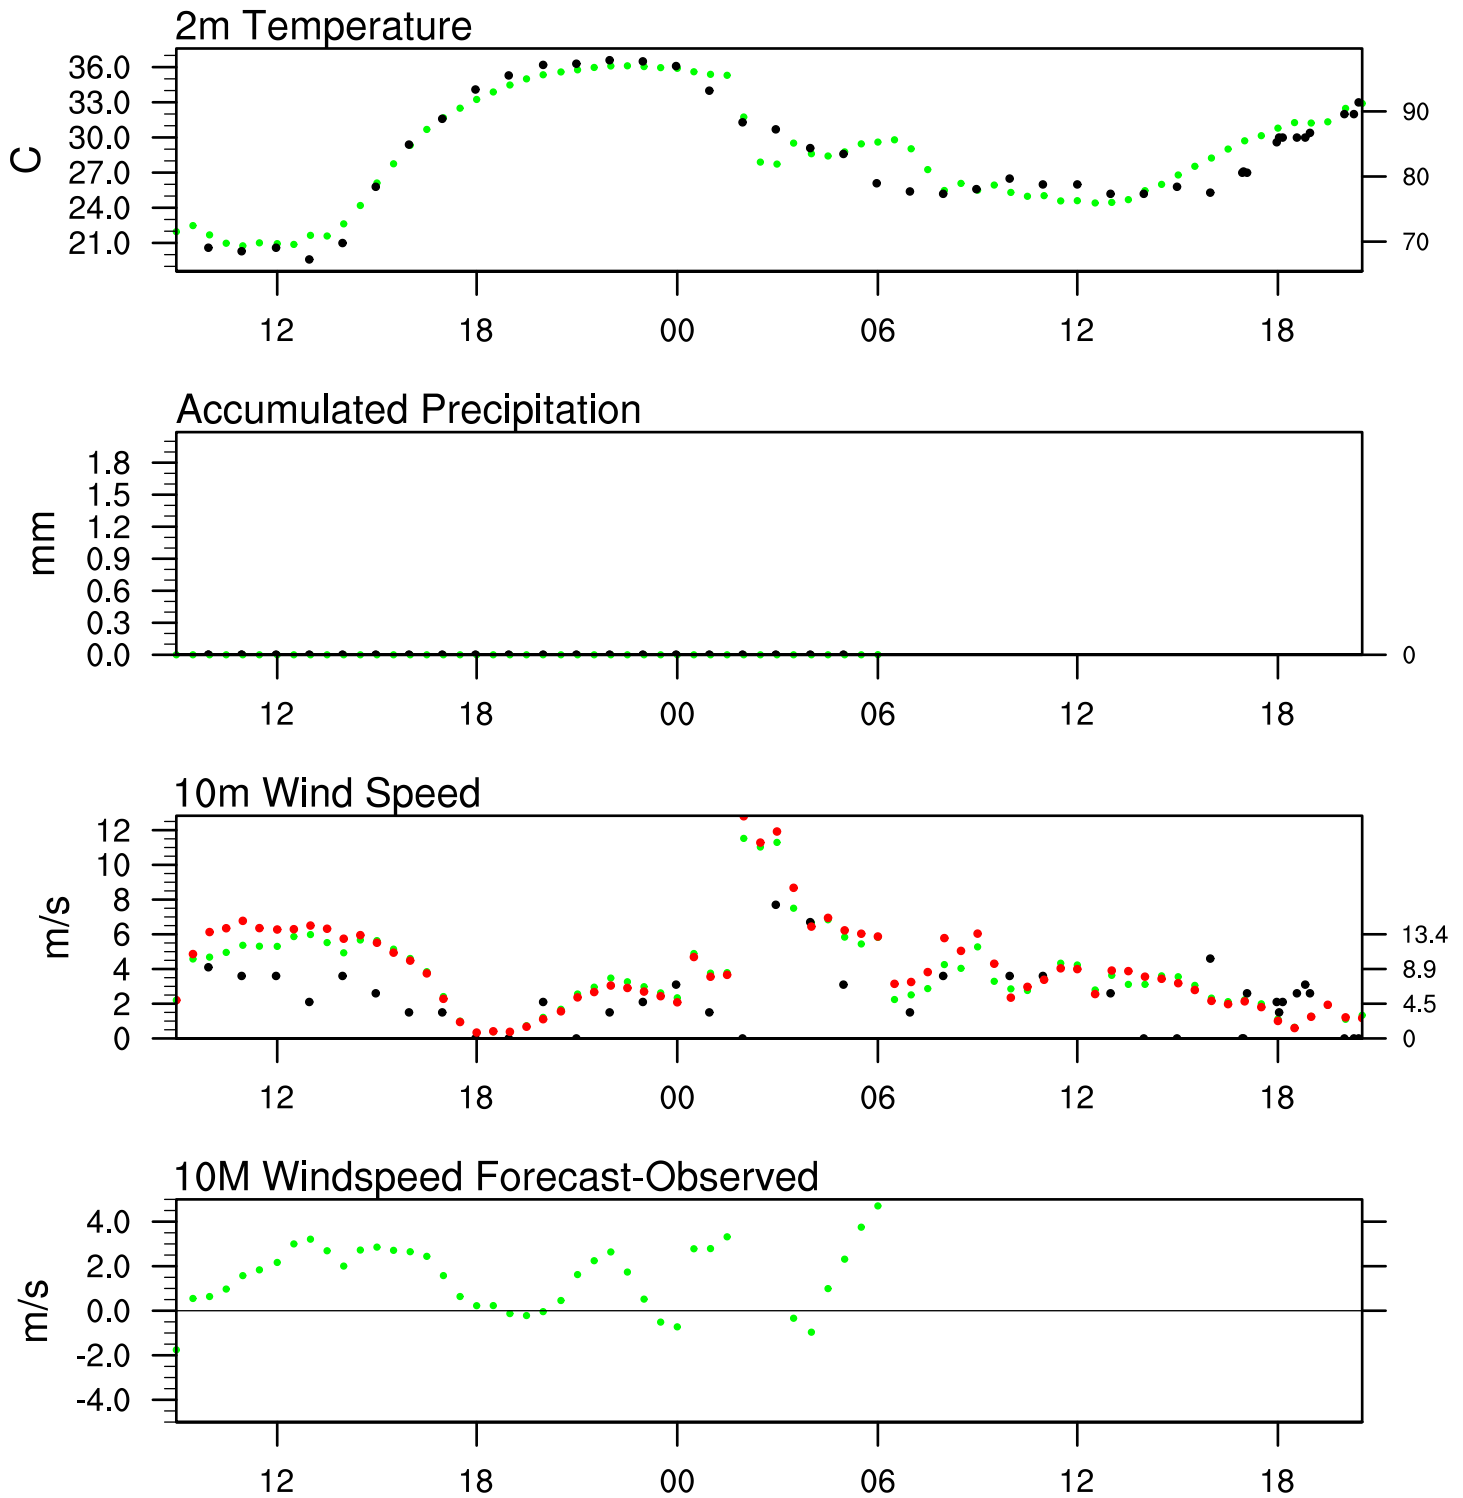 2m Temperature
36.0
33.0
30.0
27.0
24.0
21.0
C
90
80
70
12 18 00 06 12 18
Accumulated Precipitation
1.8
1.5
1.2
0.9
0.6
0.3
0.0
mm
0
12 18 00 06 12 18
10m Wind Speed
12
10
8
6
4
2
0
m/s
13.4
8.9
4.5
0
12 18 00 06 12 18
10M Windspeed Forecast-Observed
4.0
2.0
0.0
-2.0
-4.0
m/s
12 18 00 06 12 18